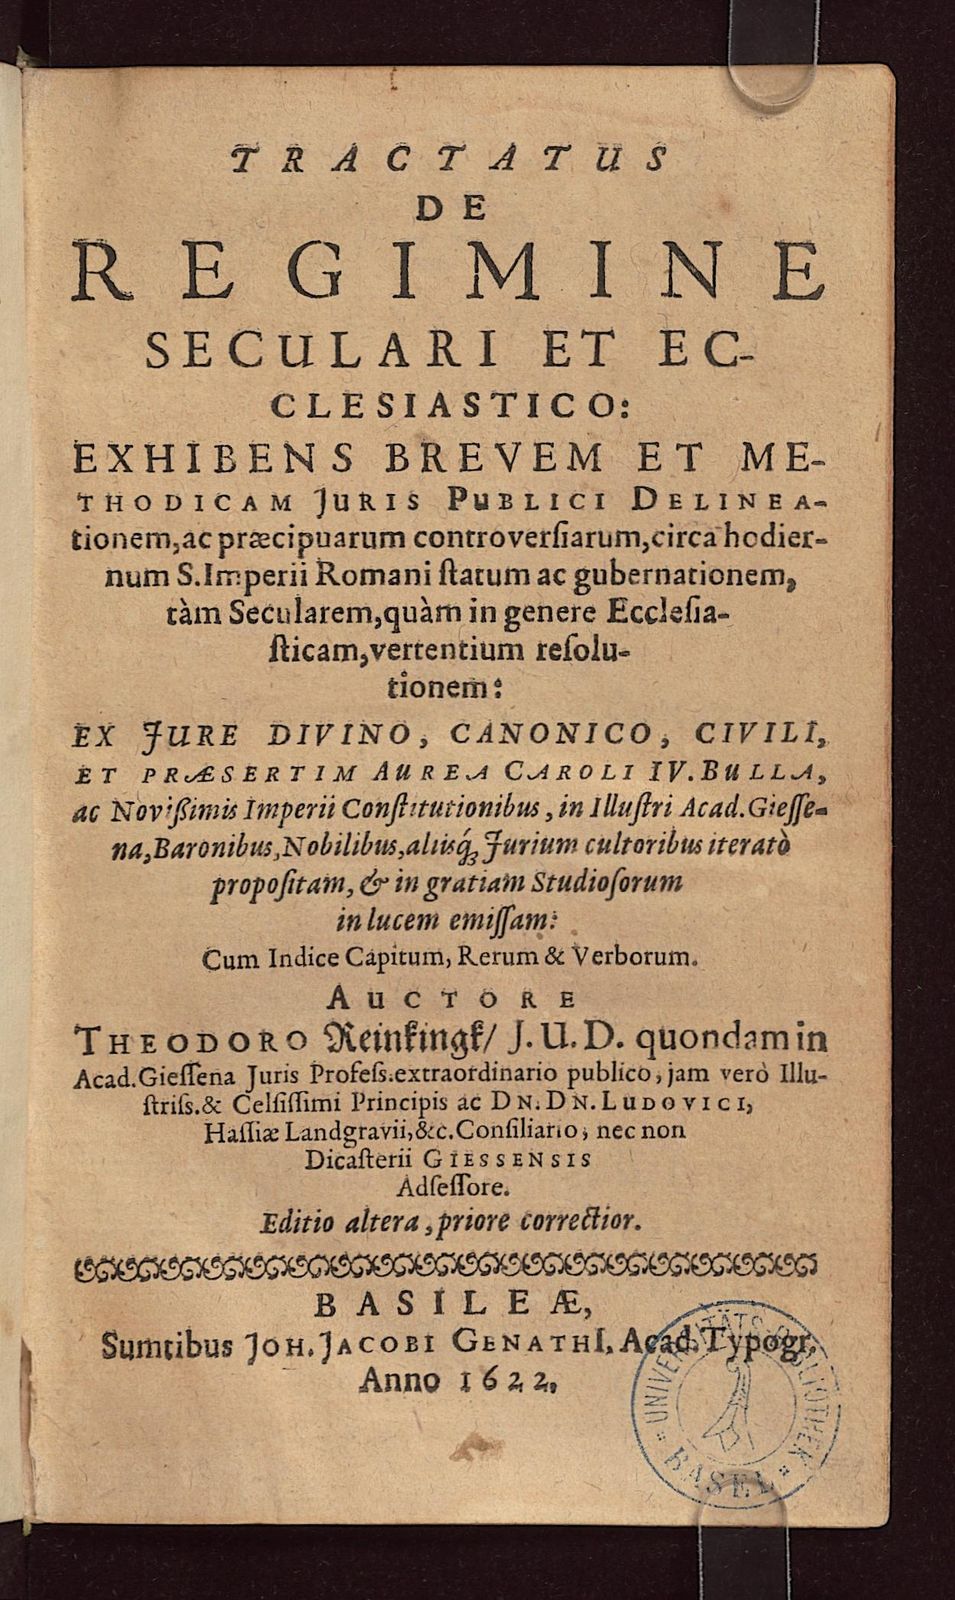 TRACTATUS
DE
REGIMINE
SECULARI ET EC-
CLESIASTICO:
EXHIBENS BREVEM ET ME-
THODICAM JURIS PUBLICI DELINEA-
tionem, ac præcipuarum controverſiarum, circa hodier-
num S. Imperii Romani ſtatum ac gubernationem,
tàm Secularem, quàm in genere Eccleſia-
ſticam, vertentium reſolu-
tionem:
EX JURE DIVINO, CANONICO, CIVILI,
ET PRÆSERTIM AUREA CAROLI IV. BULLA,
ac Novißimis Imperii Conſtitutionibus, in Illuſtri Acad. Gieſſe-
na, Baronibus, Nobilibus, aliisq́; Jurium cultoribus iteratò
propoſitam, & in gratiam Studioſorum
in lucem emiſſam:
Cum Indice Capitum, Rerum & Verborum.
AUCTORE
THEODORO Reinkingk/ J. U. D. quondam in
Acad. Gieſſena Juris Profeſs. extraordinario publico, jam verò Illu-
ſtriſs. & Celſiſſimi Principis ac DN. DN. LUDOVICI,
Haſſiæ Landgravii, &c. Conſiliario, nec non
Dicaſterii GIESSENSIS
Adſeſſore.
Editio altera, priore correctior.
BASILEÆ,
Sumtibus JOH. JACOBI GENATHI, Acad. Typogr.
Anno 1622.
UNIVERSITÄTS-BIBLIOTHEK
BASEL